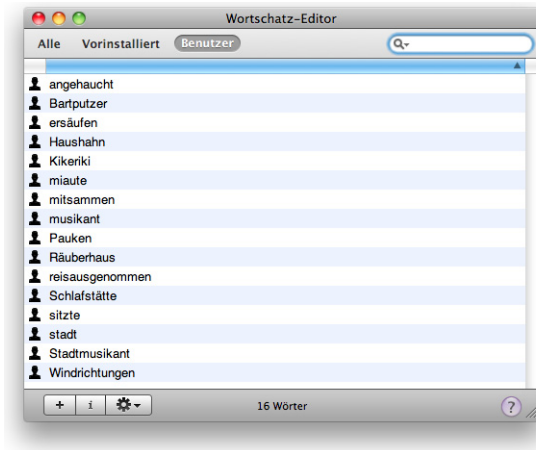 Wortschatz-Editor
Alle Vorinstalliert Benutzer
angehaucht
Bartputzer
ersäufen
Haushahn
Kikeriki
miaute
mitsammen
musikant
Pauken
Räuberhaus
reisausgenommen
Schlafstätte
sitzte
stadt
Stadtmusikant
Windrichtungen
+ i 16 Wörter ?